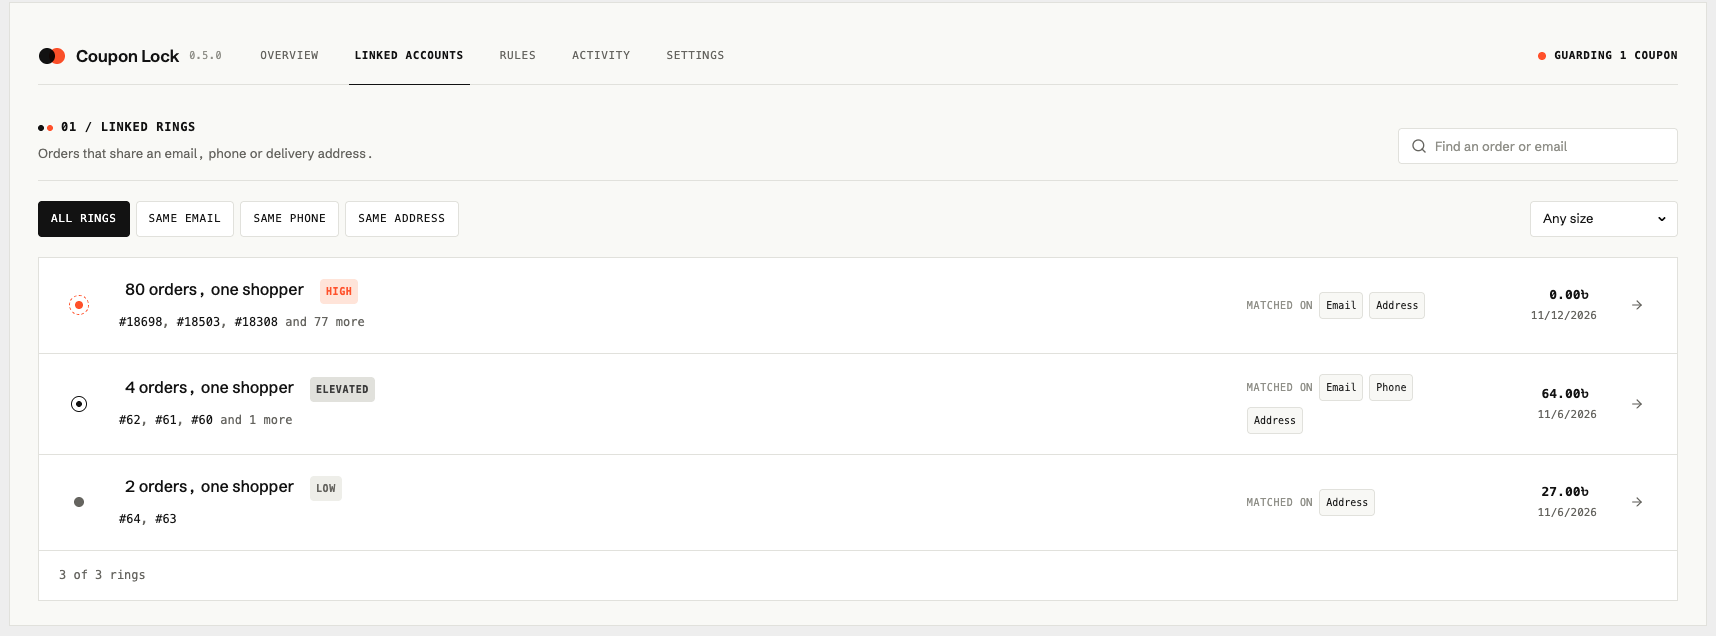 Coupon Lock 0.5.0 OVERVIEW LINKED ACCOUNTS RULES ACTIVITY SETTINGS GUARDING 1 COUPON
01 / LINKED RINGS
Orders that share an email, phone or delivery address.
Find an order or email
ALL RINGS SAME EMAIL SAME PHONE SAME ADDRESS Any size
80 orders, one shopper HIGH
#18698, #18503, #18308 and 77 more
MATCHED ON Email Address
0.00৳
11/12/2026
4 orders, one shopper ELEVATED
#62, #61, #60 and 1 more
MATCHED ON Email Phone
Address
64.00৳
11/6/2026
2 orders, one shopper LOW
#64, #63
MATCHED ON Address
27.00৳
11/6/2026
3 of 3 rings